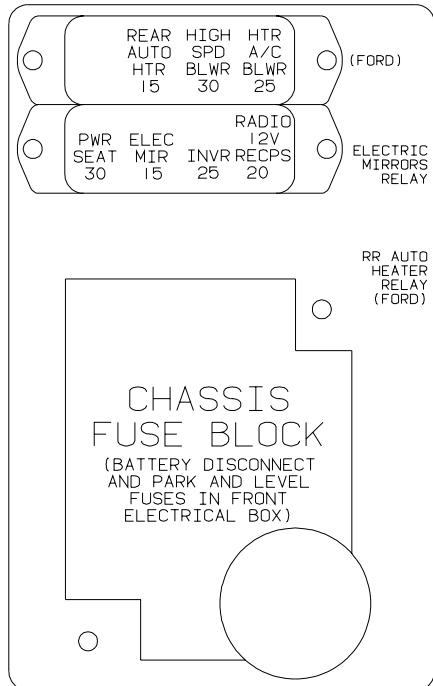 REAR HIGH HTR
AUTO SPD A/C
HTR BLWR BLWR
15 30 25
(FORD)
RADIO
PWR ELEC 12V
SEAT MIR INVR RECPS
30 15 25 20
ELECTRIC
MIRRORS
RELAY
RR AUTO
HEATER
RELAY
(FORD)
CHASSIS
FUSE BLOCK
(BATTERY DISCONNECT
AND PARK AND LEVEL
FUSES IN FRONT
ELECTRICAL BOX)